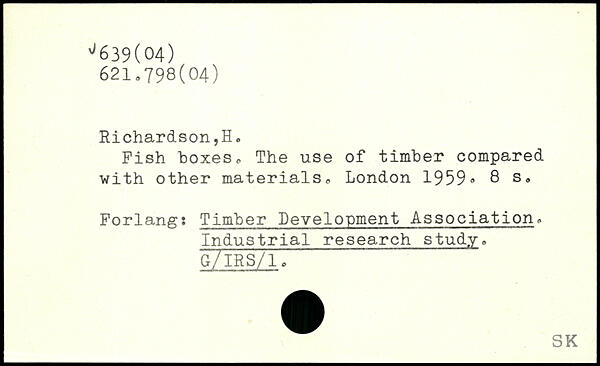 √639(04)
621.798(04)
Richardson,H.
Fish boxes. The use of timber compared
with other materials. London 1959. 8 s.
Forlang: Timber Development Association.
Industrial research study.
G/IRS/1.
SK